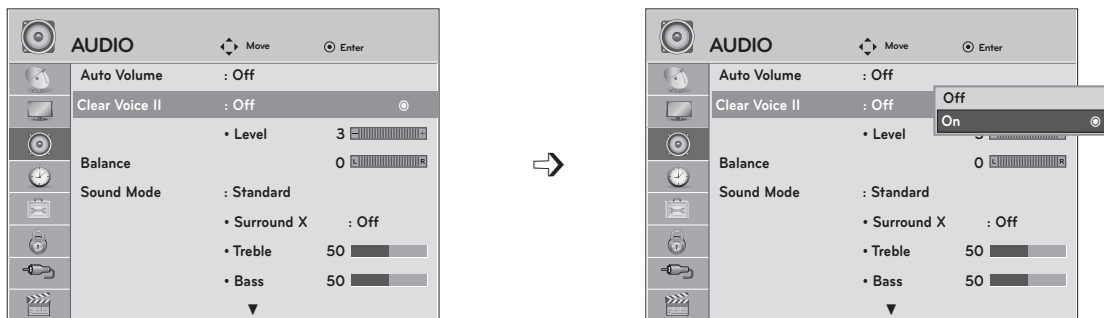 AUDIO Move Enter
Auto Volume : Off
Clear Voice II : Off
• Level 3 - +
Balance 0 L R
Sound Mode : Standard
• Surround X : Off
• Treble 50
• Bass 50
▼
AUDIO Move Enter
Auto Volume : Off
Clear Voice II : Off
Off
On
• Level 3
Balance 0 L R
Sound Mode : Standard
• Surround X : Off
• Treble 50
• Bass 50
▼